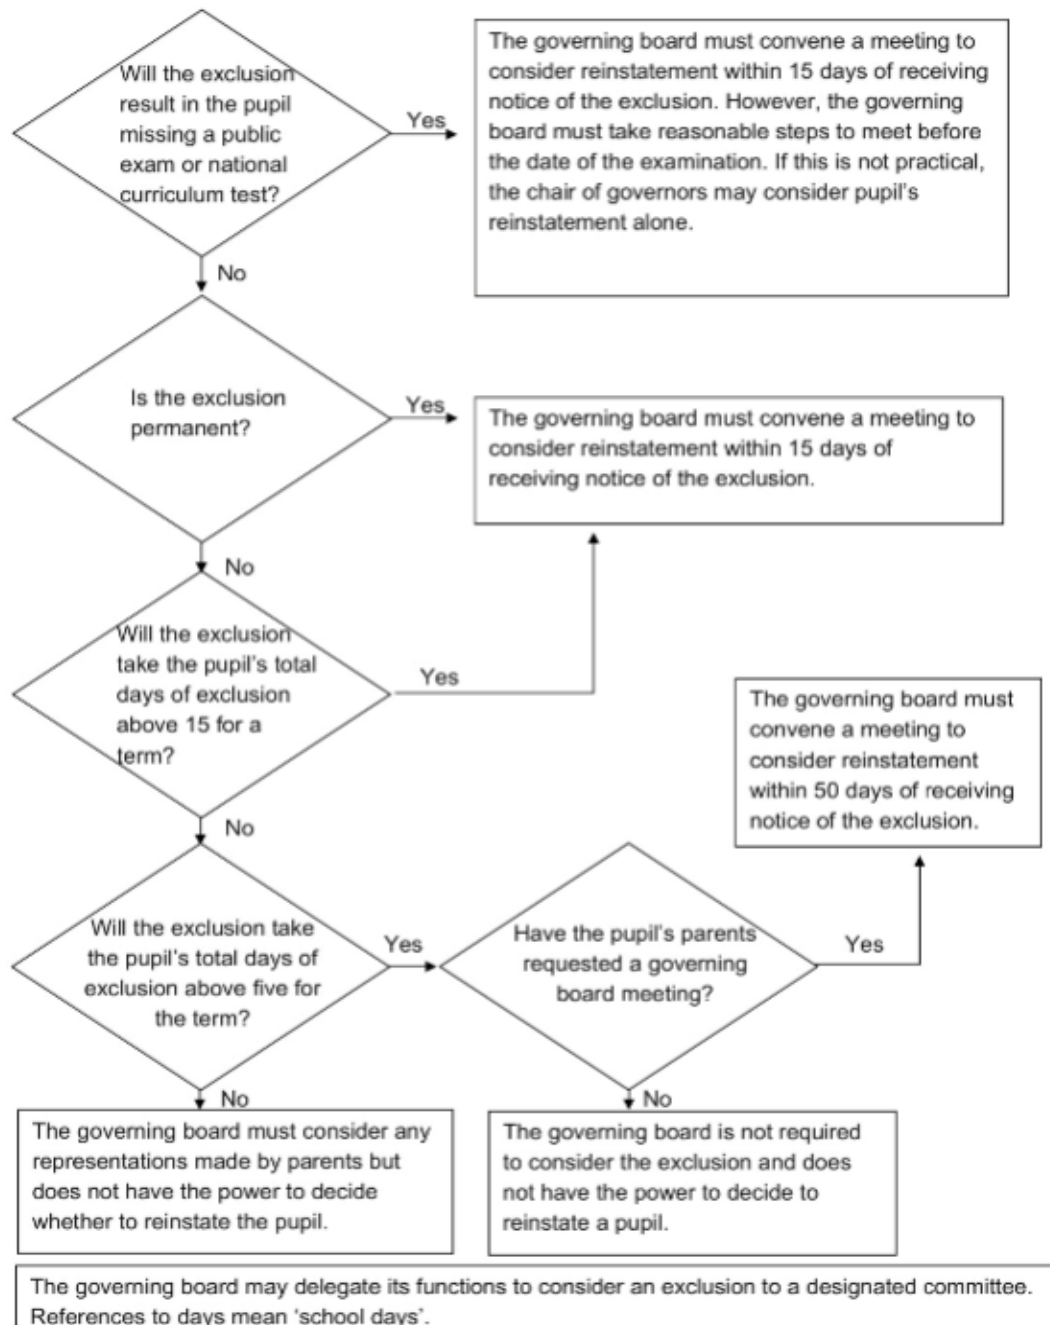 Will the exclusion
result in the pupil
missing a public
exam or national
curriculum test?
Yes
The governing board must convene a meeting to
consider reinstatement within 15 days of receiving
notice of the exclusion. However, the governing
board must take reasonable steps to meet before
the date of the examination. If this is not practical,
the chair of governors may consider pupil's
reinstatement alone.
No
Is the exclusion
permanent?
Yes
The governing board must convene a meeting to
consider reinstatement within 15 days of
receiving notice of the exclusion.
No
Will the exclusion
take the pupil's total
days of exclusion
above 15 for a
term?
Yes
The governing board must
convene a meeting to
consider reinstatement
within 50 days of receiving
notice of the exclusion.
No
Will the exclusion take
the pupil's total days of
exclusion above five for
the term?
Yes
Have the pupil's parents
requested a governing
board meeting?
Yes
No
The governing board must consider any
representations made by parents but
does not have the power to decide
whether to reinstate the pupil.
No
The governing board is not required
to consider the exclusion and does
not have the power to decide to
reinstate a pupil.
The governing board may delegate its functions to consider an exclusion to a designated committee.
References to days mean 'school days'.